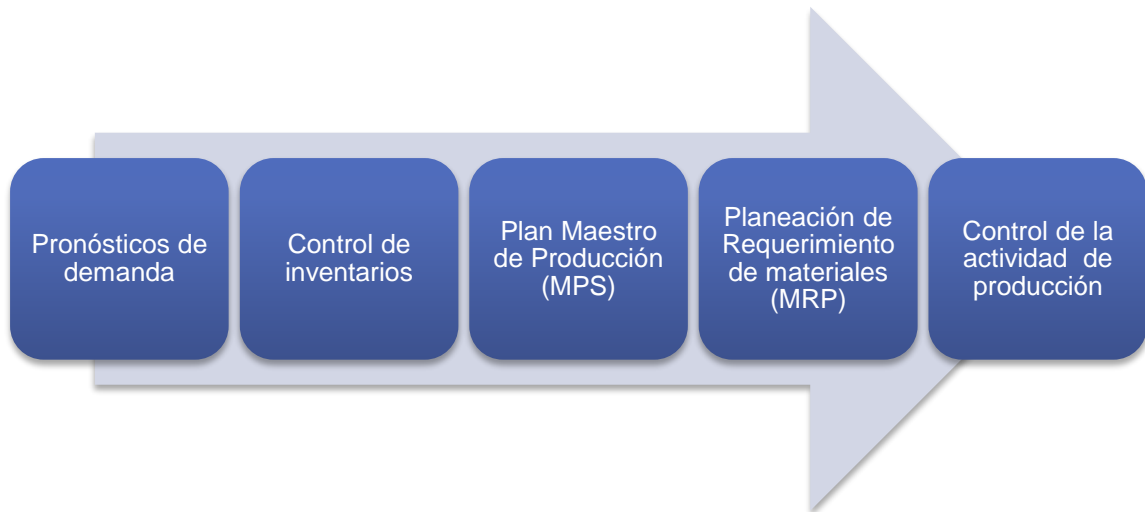 Pronósticos de
demanda
Control de
inventarios
Plan Maestro
de Producción
(MPS)
Planeación de
Requerimiento
de materiales
(MRP)
Control de la
actividad  de
producción